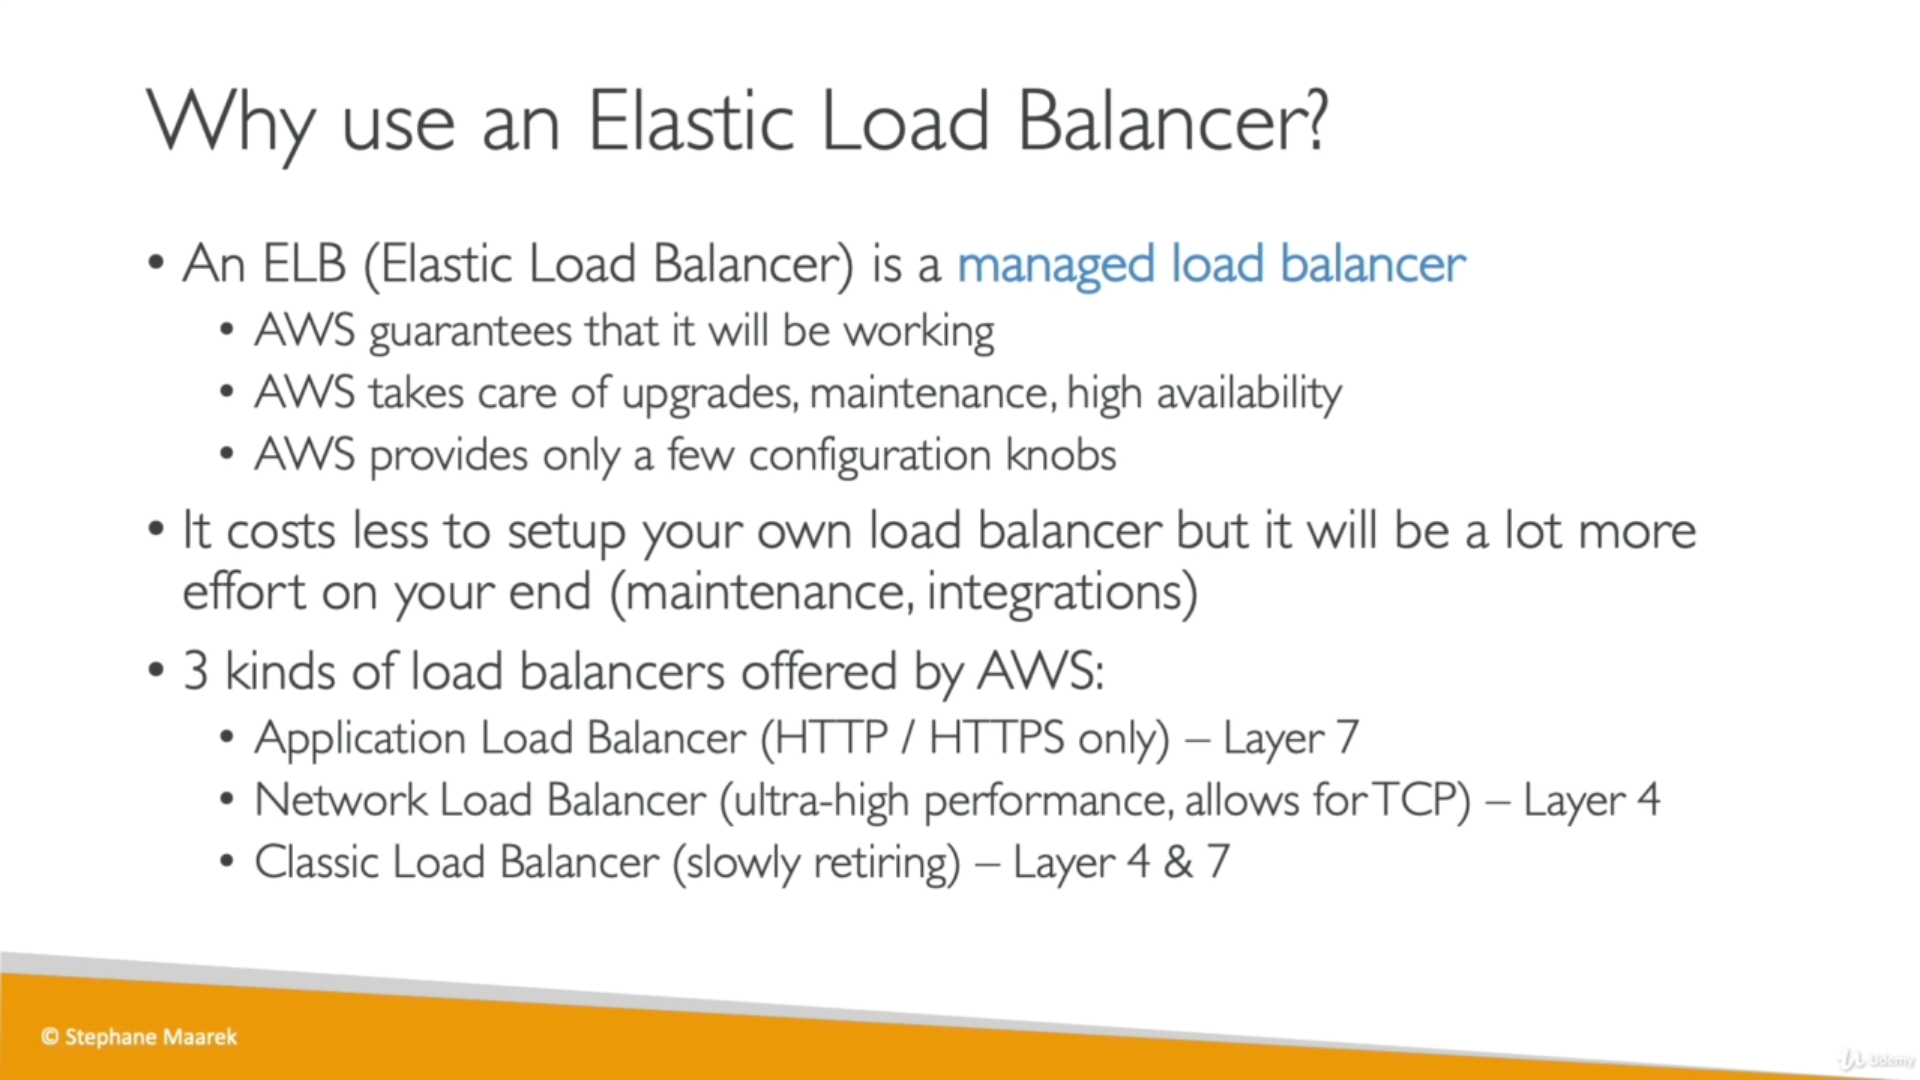 Why use an Elastic Load Balancer?
• An ELB (Elastic Load Balancer) is a managed load balancer
• AWS guarantees that it will be working
• AWS takes care of upgrades, maintenance, high availability
• AWS provides only a few configuration knobs
• It costs less to setup your own load balancer but it will be a lot more
effort on your end (maintenance, integrations)
• 3 kinds of load balancers offered by AWS:
• Application Load Balancer (HTTP / HTTPS only) – Layer 7
• Network Load Balancer (ultra-high performance, allows for TCP) – Layer 4
• Classic Load Balancer (slowly retiring) – Layer 4 & 7
© Stephane Maarek
Udemy